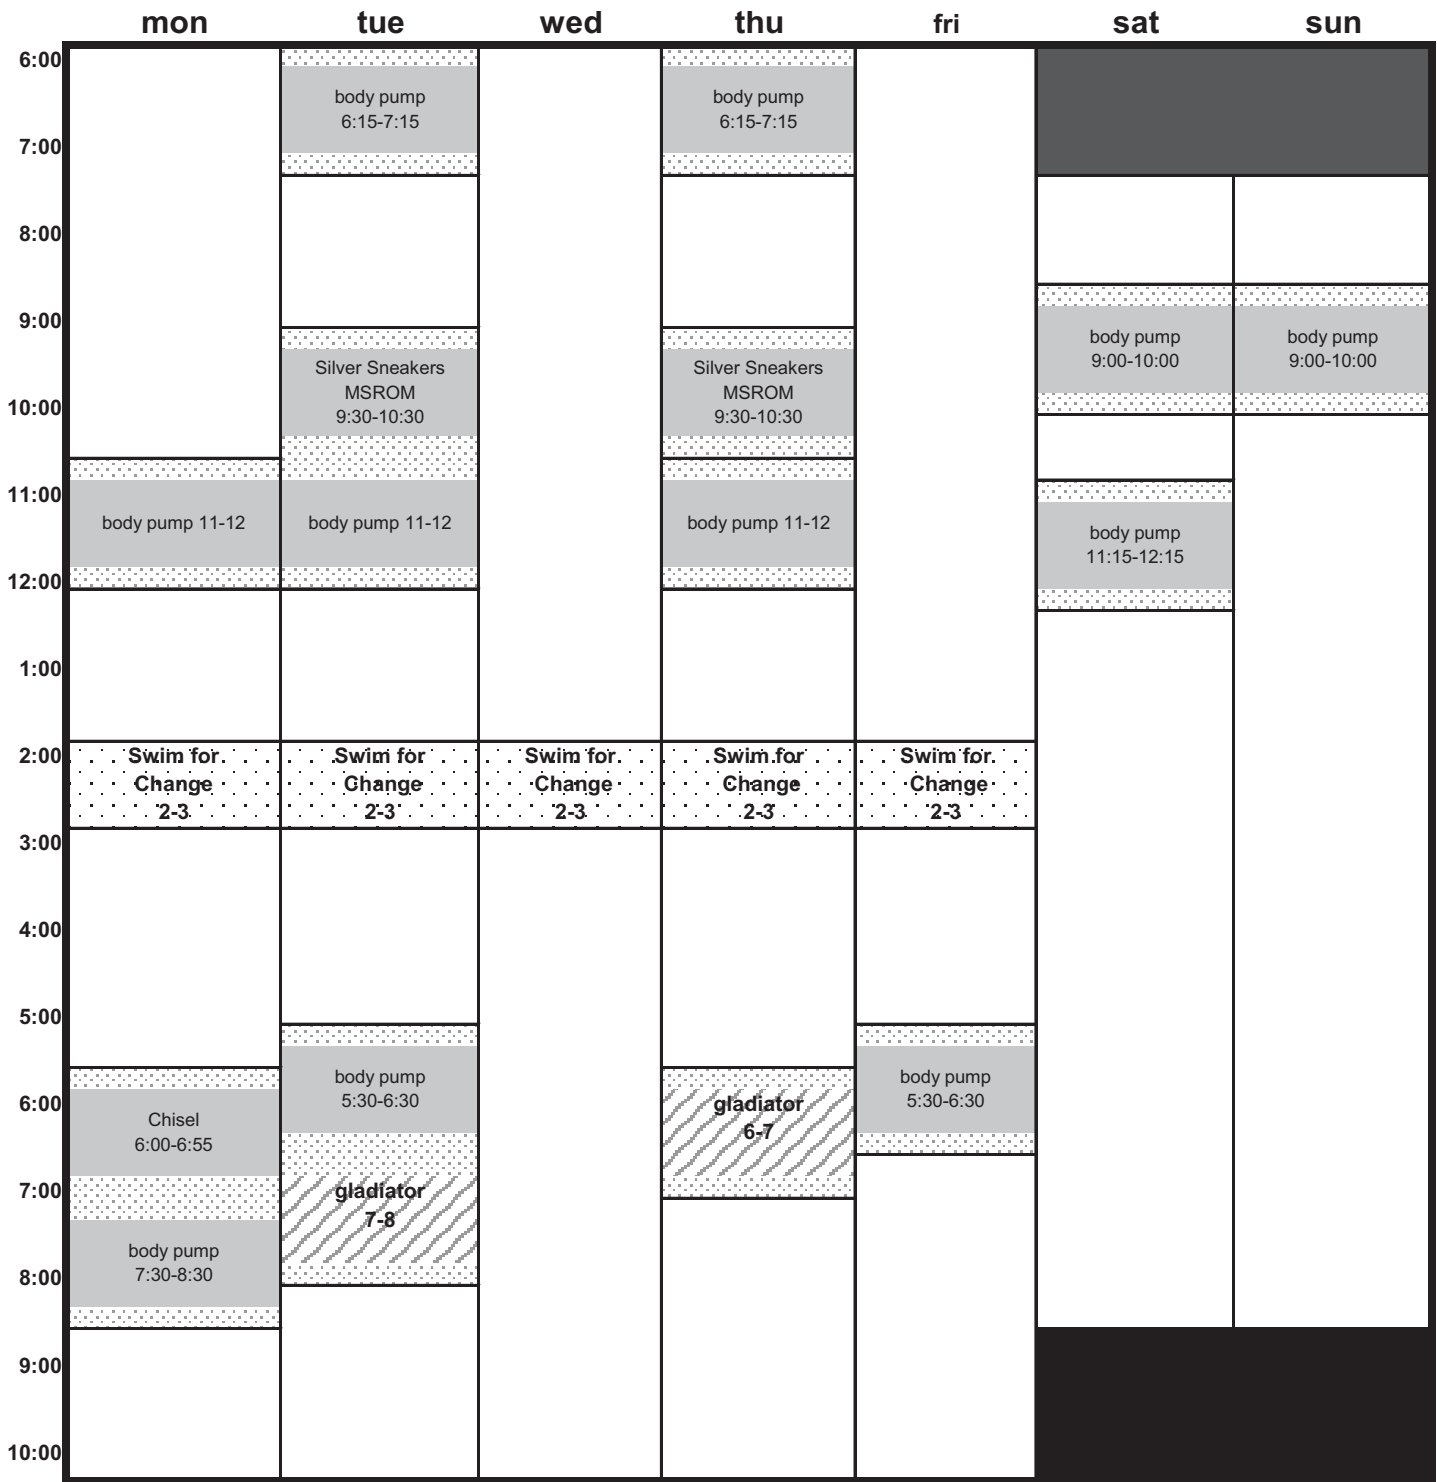 mon tue wed thu fri sat sun
6:00
body pump
6:15-7:15
body pump
6:15-7:15
7:00
8:00
9:00
body pump
9:00-10:00
body pump
9:00-10:00
Silver Sneakers
MSROM
9:30-10:30
Silver Sneakers
MSROM
9:30-10:30
10:00
11:00
body pump 11-12
body pump 11-12
body pump 11-12
body pump
11:15-12:15
12:00
1:00
2:00
Swim for
Change
2-3
Swim for
Change
2-3
Swim for
Change
2-3
Swim for
Change
2-3
Swim for
Change
2-3
3:00
4:00
5:00
body pump
5:30-6:30
body pump
5:30-6:30
6:00
Chisel
6:00-6:55
gladiator
6-7
7:00
gladiator
7-8
body pump
7:30-8:30
8:00
9:00
10:00